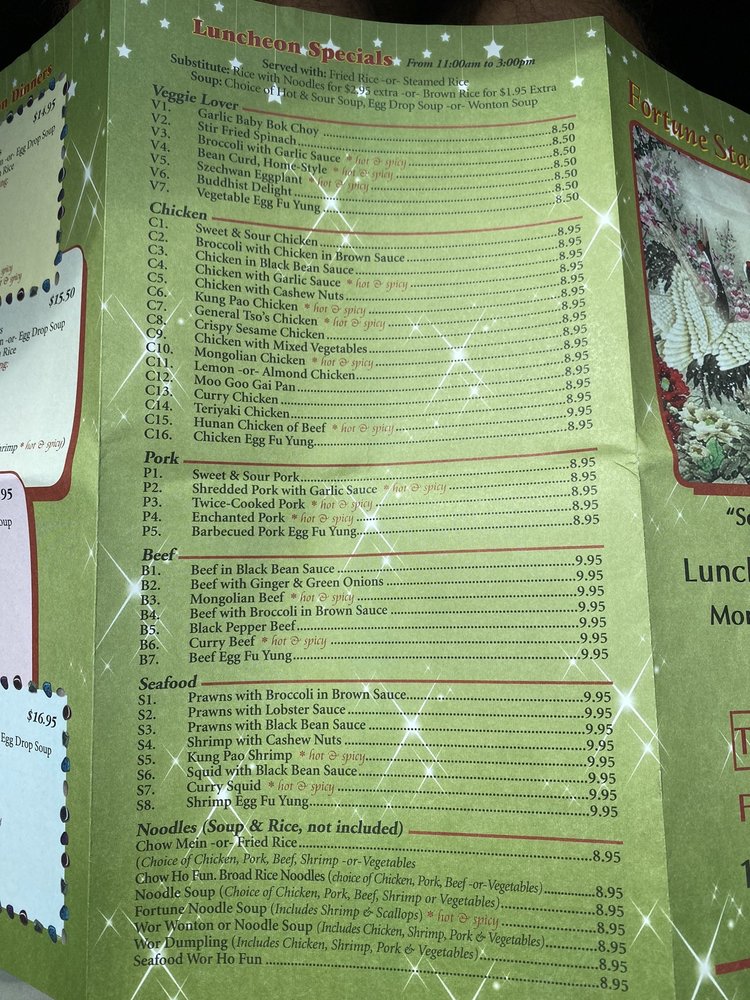 on Dinners
$14.95
n -or- Egg Drop Soup
Rice
ng:
spicy
& spicy
$15.50
-or- Egg Drop Soup
Rice
ng:
hrimp * hot & spicy)
95
oup
$16.95
Egg Drop Soup
Luncheon Specials From 11:00am to 3:00pm
Served with: Fried Rice -or- Steamed Rice
Substitute: Rice with Noodles for $2.95 extra -or- Brown Rice for $1.95 Extra
Soup: Choice of Hot & Sour Soup, Egg Drop Soup -or- Wonton Soup
Veggie Lover
V1. Garlic Baby Bok Choy 8.50
V2. Stir Fried Spinach 8.50
V3. Broccoli with Garlic Sauce * hot & spicy 8.50
V4. Bean Curd, Home-Style * hot & spicy 8.50
V5. Szechwan Eggplant * hot & spicy 8.50
V6. Buddhist Delight 8.50
V7. Vegetable Egg Fu Yung 8.50
Chicken
C1. Sweet & Sour Chicken 8.95
C2. Broccoli with Chicken in Brown Sauce 8.95
C3. Chicken in Black Bean Sauce 8.95
C4. Chicken with Garlic Sauce * hot & spicy 8.95
C5. Chicken with Cashew Nuts 8.95
C6. Kung Pao Chicken * hot & spicy 8.95
C7. General Tso's Chicken * hot & spicy 8.95
C8. Crispy Sesame Chicken 8.95
C9. Chicken with Mixed Vegetables 8.95
C10. Mongolian Chicken * hot & spicy 8.95
C11. Lemon -or- Almond Chicken 8.95
C12. Moo Goo Gai Pan 8.95
C13. Curry Chicken 8.95
C14. Teriyaki Chicken 8.95
C15. Hunan Chicken of Beef * hot & spicy 9.95
C16. Chicken Egg Fu Yung 8.95
Pork
P1. Sweet & Sour Pork 8.95
P2. Shredded Pork with Garlic Sauce * hot & spicy 8.95
P3. Twice-Cooked Pork * hot & spicy 8.95
P4. Enchanted Pork * hot & spicy 8.95
P5. Barbecued Pork Egg Fu Yung 8.95
Beef
B1. Beef in Black Bean Sauce 9.95
B2. Beef with Ginger & Green Onions 9.95
B3. Mongolian Beef * hot & spicy 9.95
B4. Beef with Broccoli in Brown Sauce 9.95
B5. Black Pepper Beef 9.95
B6. Curry Beef * hot & spicy 9.95
B7. Beef Egg Fu Yung 9.95
Seafood
S1. Prawns with Broccoli in Brown Sauce 9.95
S2. Prawns with Lobster Sauce 9.95
S3. Prawns with Black Bean Sauce 9.95
S4. Shrimp with Cashew Nuts 9.95
S5. Kung Pao Shrimp * hot & spicy 9.95
S6. Squid with Black Bean Sauce 9.95
S7. Curry Squid * hot & spicy 9.95
S8. Shrimp Egg Fu Yung 9.95
Noodles (Soup & Rice, not included)
Chow Mein -or- Fried Rice 8.95
(Choice of Chicken, Pork, Beef, Shrimp -or-Vegetables
Chow Ho Fun. Broad Rice Noodles (choice of Chicken, Pork, Beef -or-Vegetables) 8.95
Noodle Soup (Choice of Chicken, Pork, Beef, Shrimp or Vegetables) 8.95
Fortune Noodle Soup (Includes Shrimp & Scallops) * hot & spicy 8.95
Wor Wonton or Noodle Soup (Includes Chicken, Shrimp, Pork & Vegetables) 8.95
Wor Dumpling (Includes Chicken, Shrimp, Pork & Vegetables) 8.95
Seafood Wor Ho Fun 8.95
Fortune Sta
"Se
Lunch
Mon
T
F
1